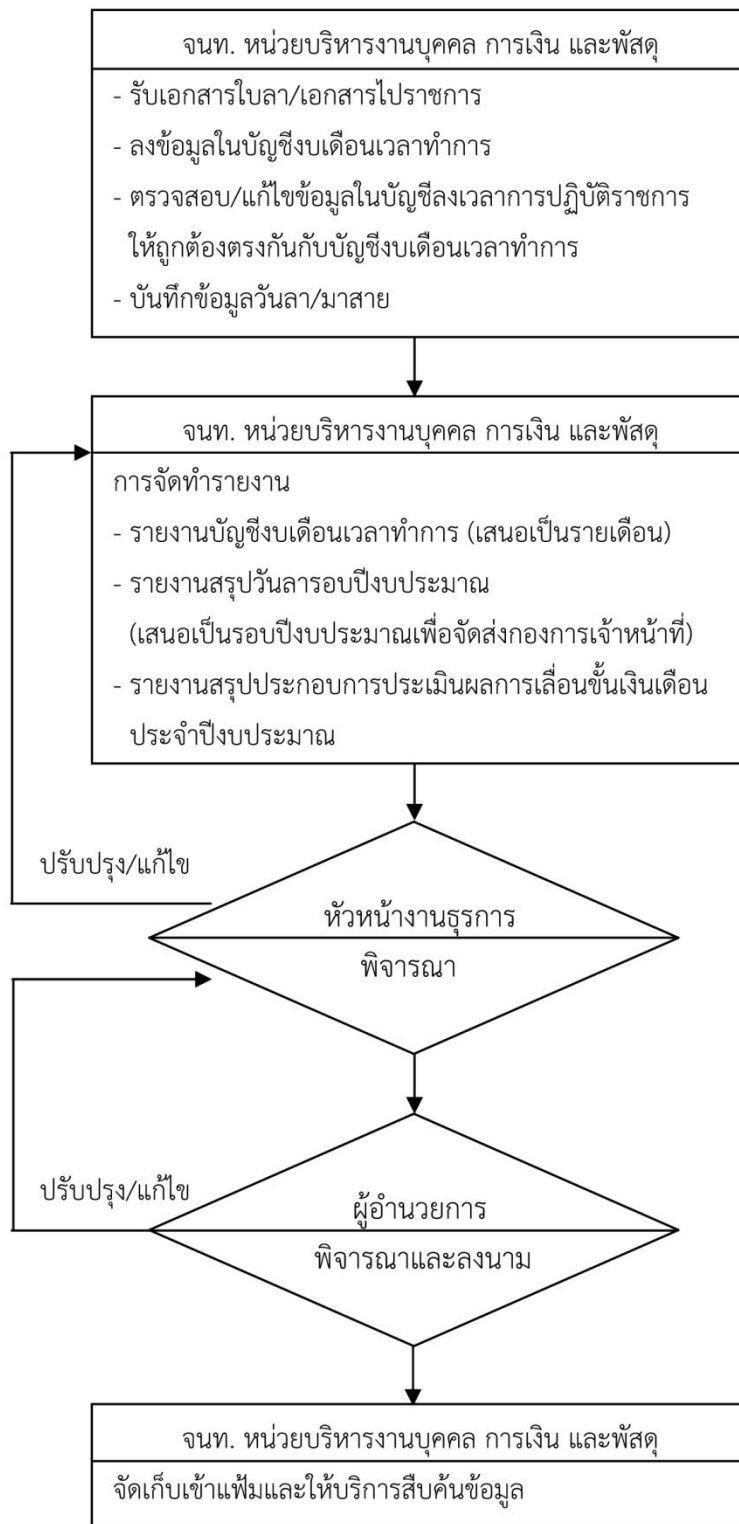 จนท. หน่วยบริหารงานบุคคล การเงิน และพัสดุ
- รับเอกสารใบลา/เอกสารไปราชการ
- ลงข้อมูลในบัญชีงบเดือนเวลาทำการ
- ตรวจสอบ/แก้ไขข้อมูลในบัญชีลงเวลาการปฏิบัติราชการ
ให้ถูกต้องตรงกันกับบัญชีงบเดือนเวลาทำการ
- บันทึกข้อมูลวันลา/มาสาย
จนท. หน่วยบริหารงานบุคคล การเงิน และพัสดุ
การจัดทำรายงาน
- รายงานบัญชีงบเดือนเวลาทำการ (เสนอเป็นรายเดือน)
- รายงานสรุปวันลารอบปีงบประมาณ
(เสนอเป็นรอบปีงบประมาณเพื่อจัดส่งกองการเจ้าหน้าที่)
- รายงานสรุปประกอบการประเมินผลการเลื่อนขั้นเงินเดือน
ประจำปีงบประมาณ
ปรับปรุง/แก้ไข
หัวหน้างานธุรการ
พิจารณา
ปรับปรุง/แก้ไข
ผู้อำนวยการ
พิจารณาและลงนาม
จนท. หน่วยบริหารงานบุคคล การเงิน และพัสดุ
จัดเก็บเข้าแฟ้มและให้บริการสืบค้นข้อมูล